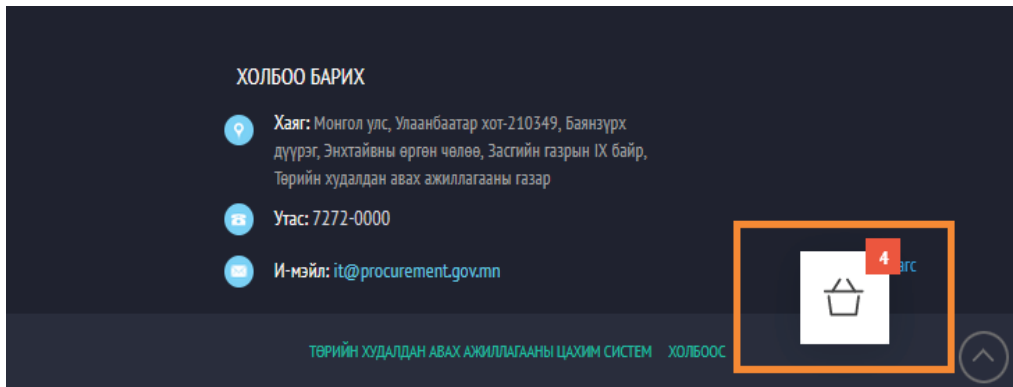 ХОЛБОО БАРИХ
Хаяг: Монгол улс, Улаанбаатар хот-210349, Баянзүрх
дүүрэг, Энхтайвны өргөн чөлөө, Засгийн газрын IX байр,
Төрийн худалдан авах ажиллагааны газар
Утас: 7272-0000
И-мэйл: it@procurement.gov.mn
4
ТӨРИЙН ХУДАЛДАН АВАХ АЖИЛЛАГААНЫ ЦАХИМ СИСТЕМ ХОЛБООС